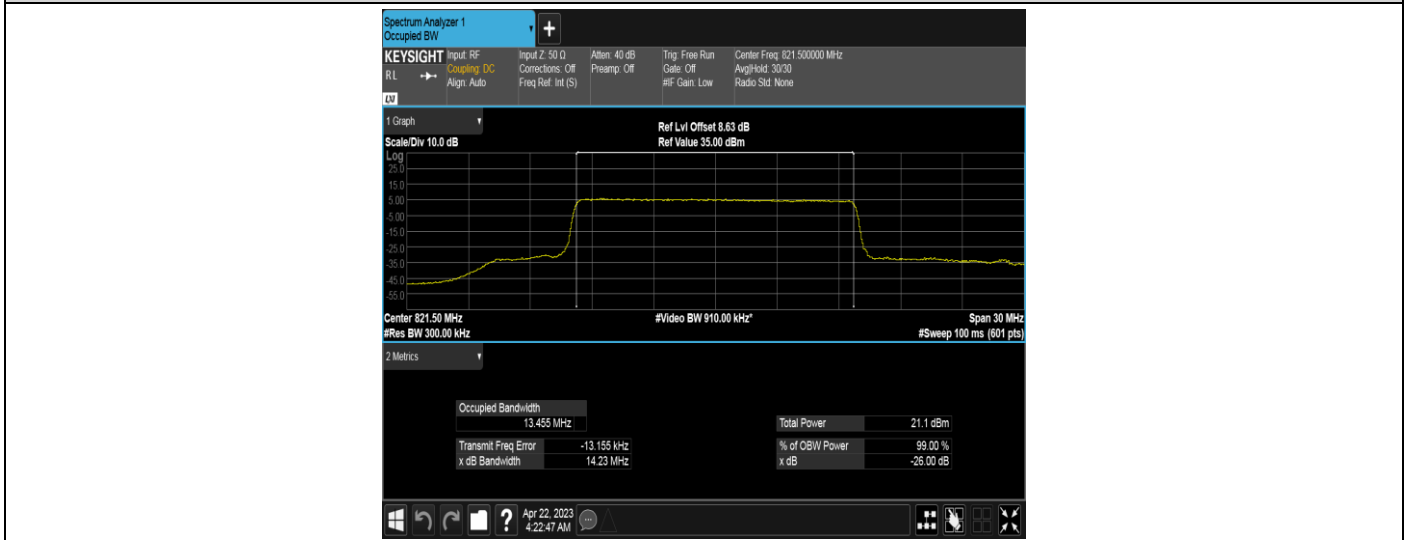 Spectrum Analyzer 1
Occupied BW
+
KEYSIGHT Input: RF Input Z: 50 Ω Atten: 40 dB Trig: Free Run Center Freq: 821.500000 MHz
RL Coupling: DC Corrections: Off Preamp: Off Gate: Off Avg|Hold: 30/30
Align: Auto Freq Ref: Int (S) #IF Gain: Low Radio Std: None
LXI
1 Graph Ref Lvl Offset 8.63 dB
Scale/Div 10.0 dB Ref Value 35.00 dBm
Log
25.0
15.0
5.00
-5.00
-15.0
-25.0
-35.0
-45.0
-55.0
Center 821.50 MHz #Video BW 910.00 kHz* Span 30 MHz
#Res BW 300.00 kHz #Sweep 100 ms (601 pts)
2 Metrics
Occupied Bandwidth
13.455 MHz Total Power 21.1 dBm
Transmit Freq Error -13.155 kHz % of OBW Power 99.00 %
x dB Bandwidth 14.23 MHz x dB -26.00 dB
? Apr 22, 2023
4:22:47 AM